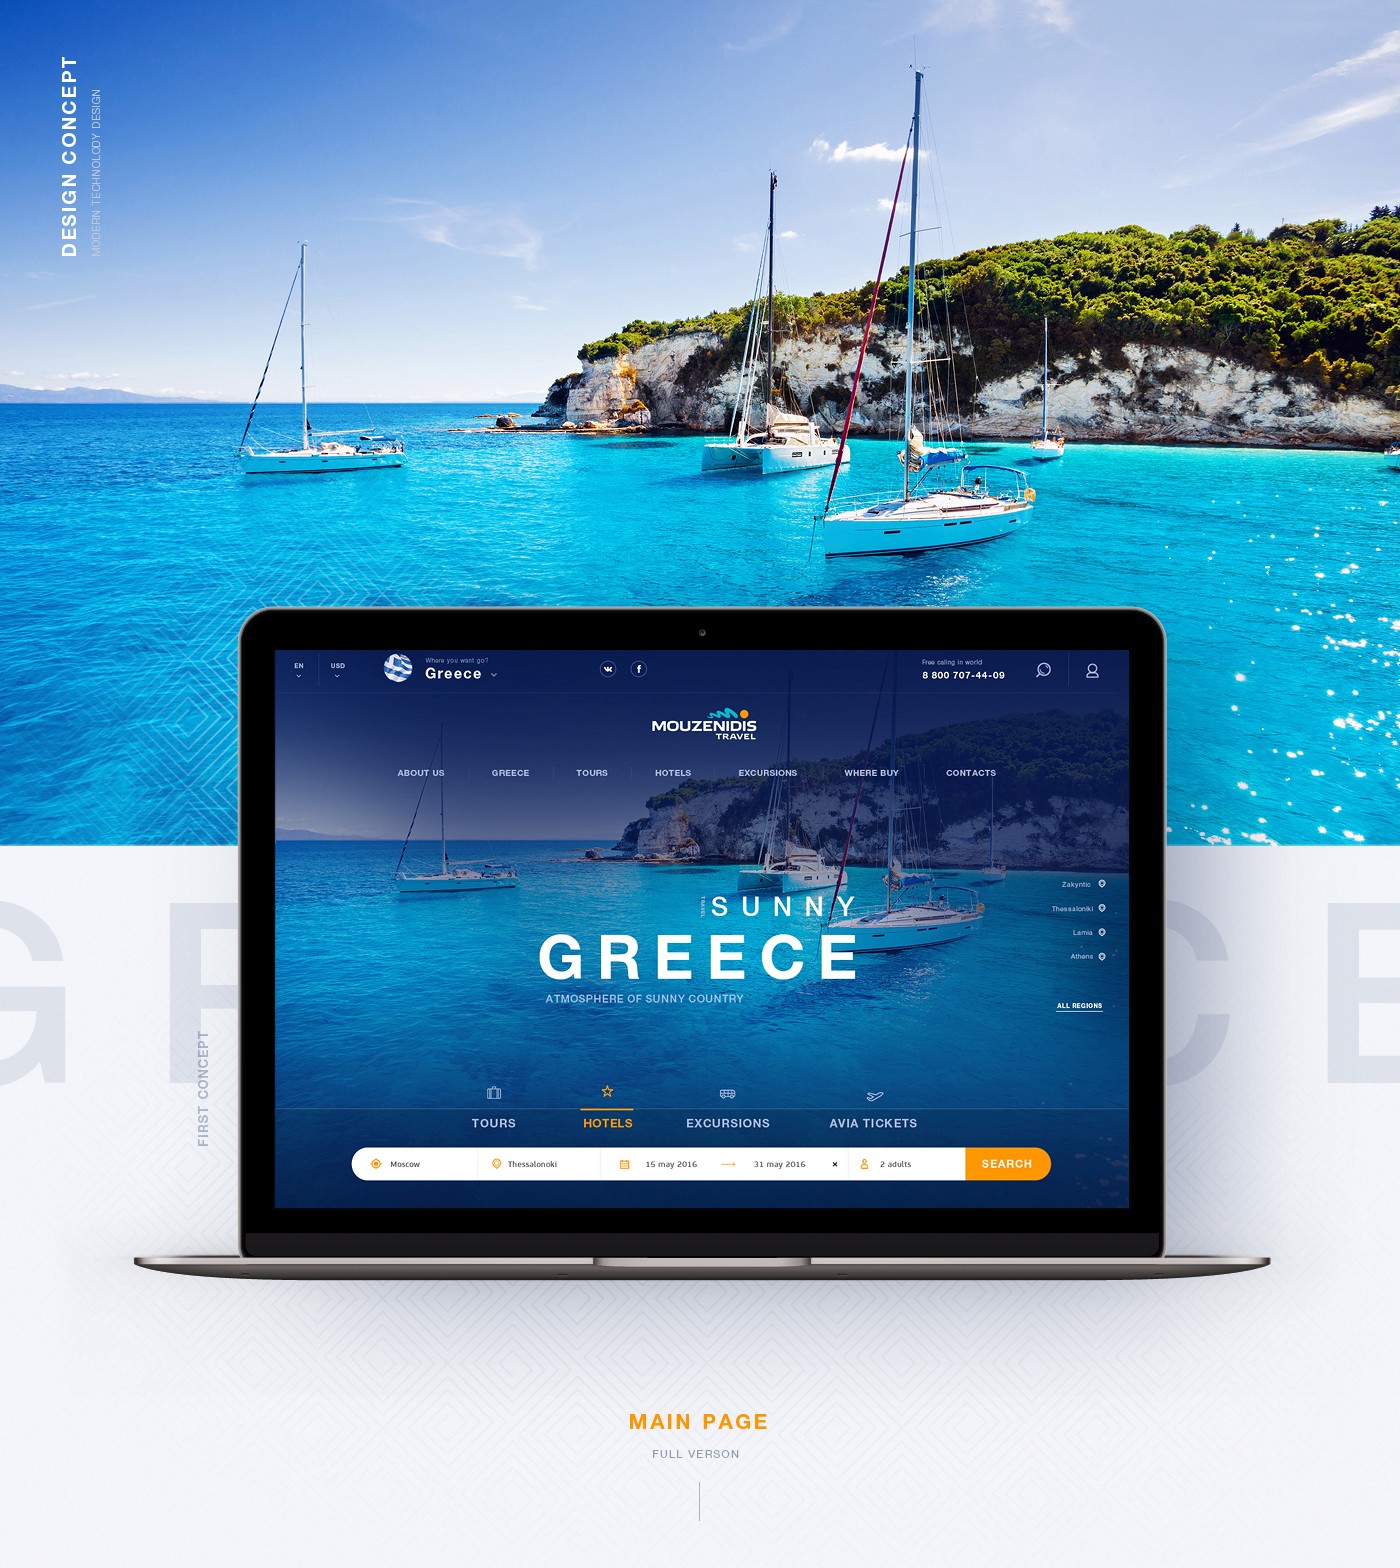 DESIGN CONCEPT
MODERN TECHNOLODY DESIGN
EN
USD
Where you want go?
Greece
Free caling in world
8 800 707-44-09
MOUZENIDIS
TRAVEL
ABOUT US
GREECE
TOURS
HOTELS
EXCURSIONS
WHERE BUY
CONTACTS
Zakyntic
Thessaloniki
Lamia
Athens
ALL REGIONS
TRAVEL
SUNNY
GREECE
ATMOSPHERE OF SUNNY COUNTRY
G R C E
FIRST CONCEPT
TOURS
HOTELS
EXCURSIONS
AVIA TICKETS
Moscow
Thessalonoki
15 may 2016
31 may 2016
2 adults
SEARCH
MAIN PAGE
FULL VERSON